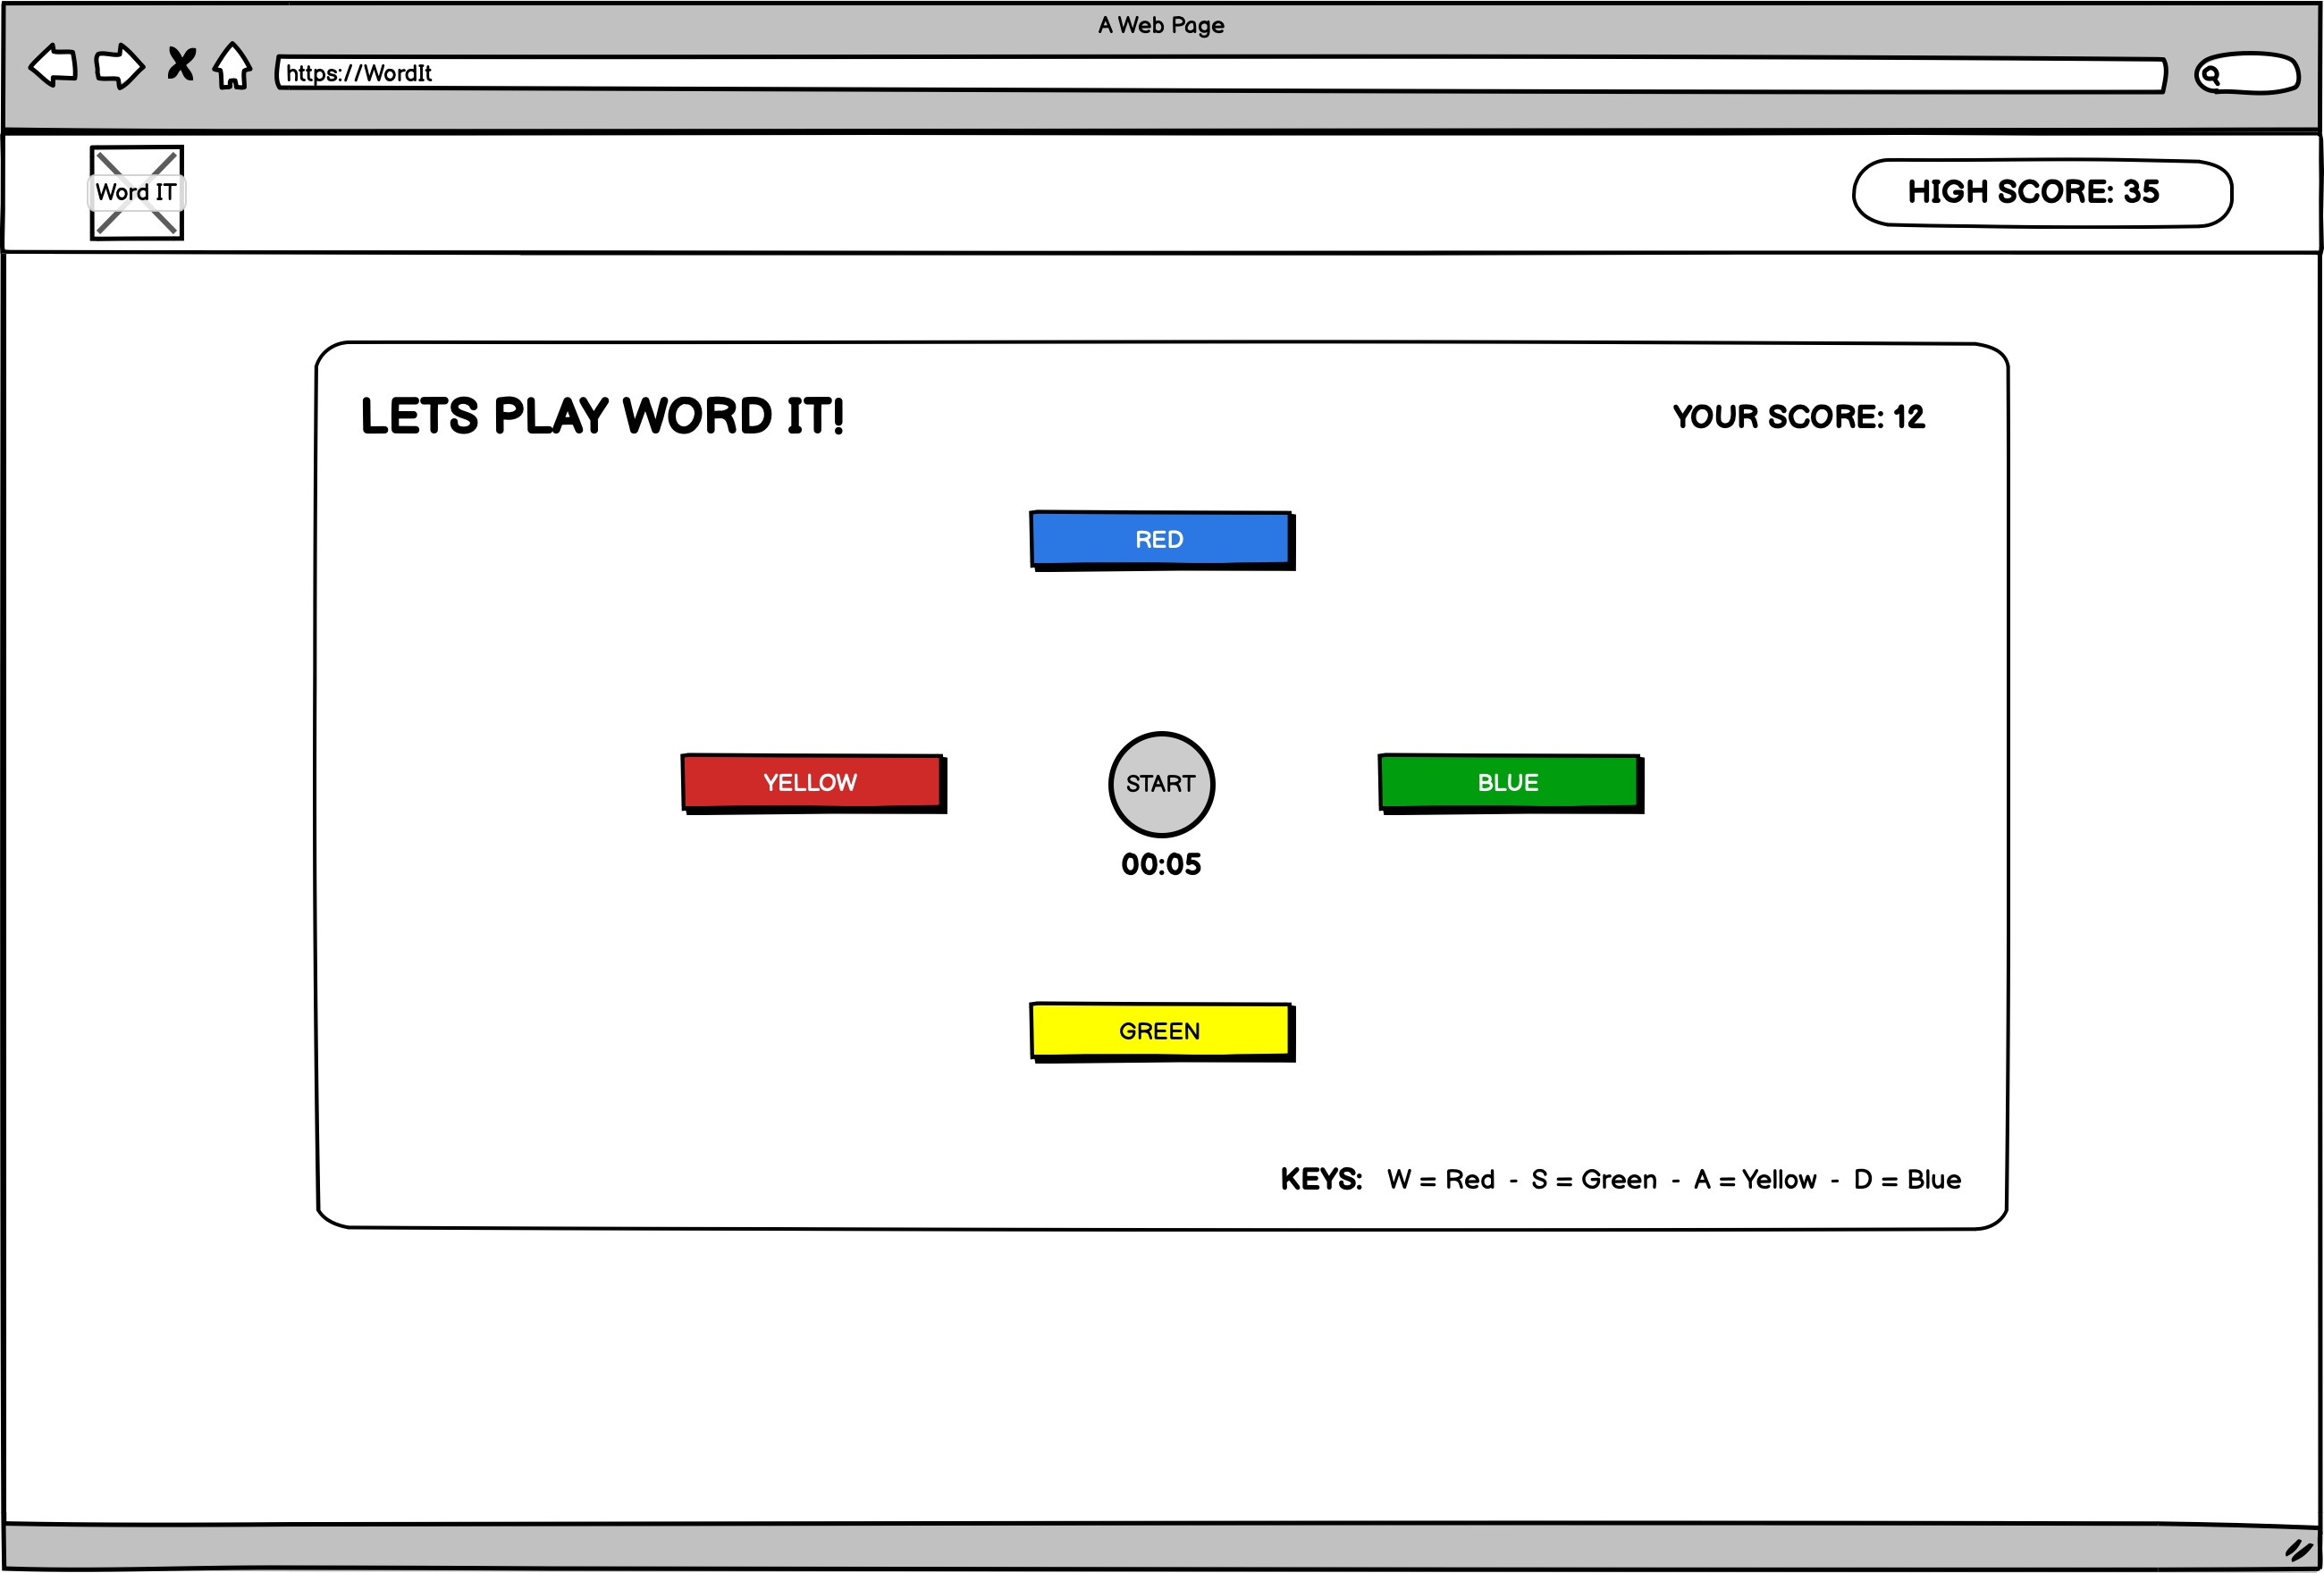 A Web Page
https://WordIt
Word IT
HIGH SCORE: 35
LETS PLAY WORD IT!
YOUR SCORE: 12
RED
YELLOW
START
BLUE
00:05
GREEN
KEYS: W = Red - S = Green - A = Yellow - D = Blue